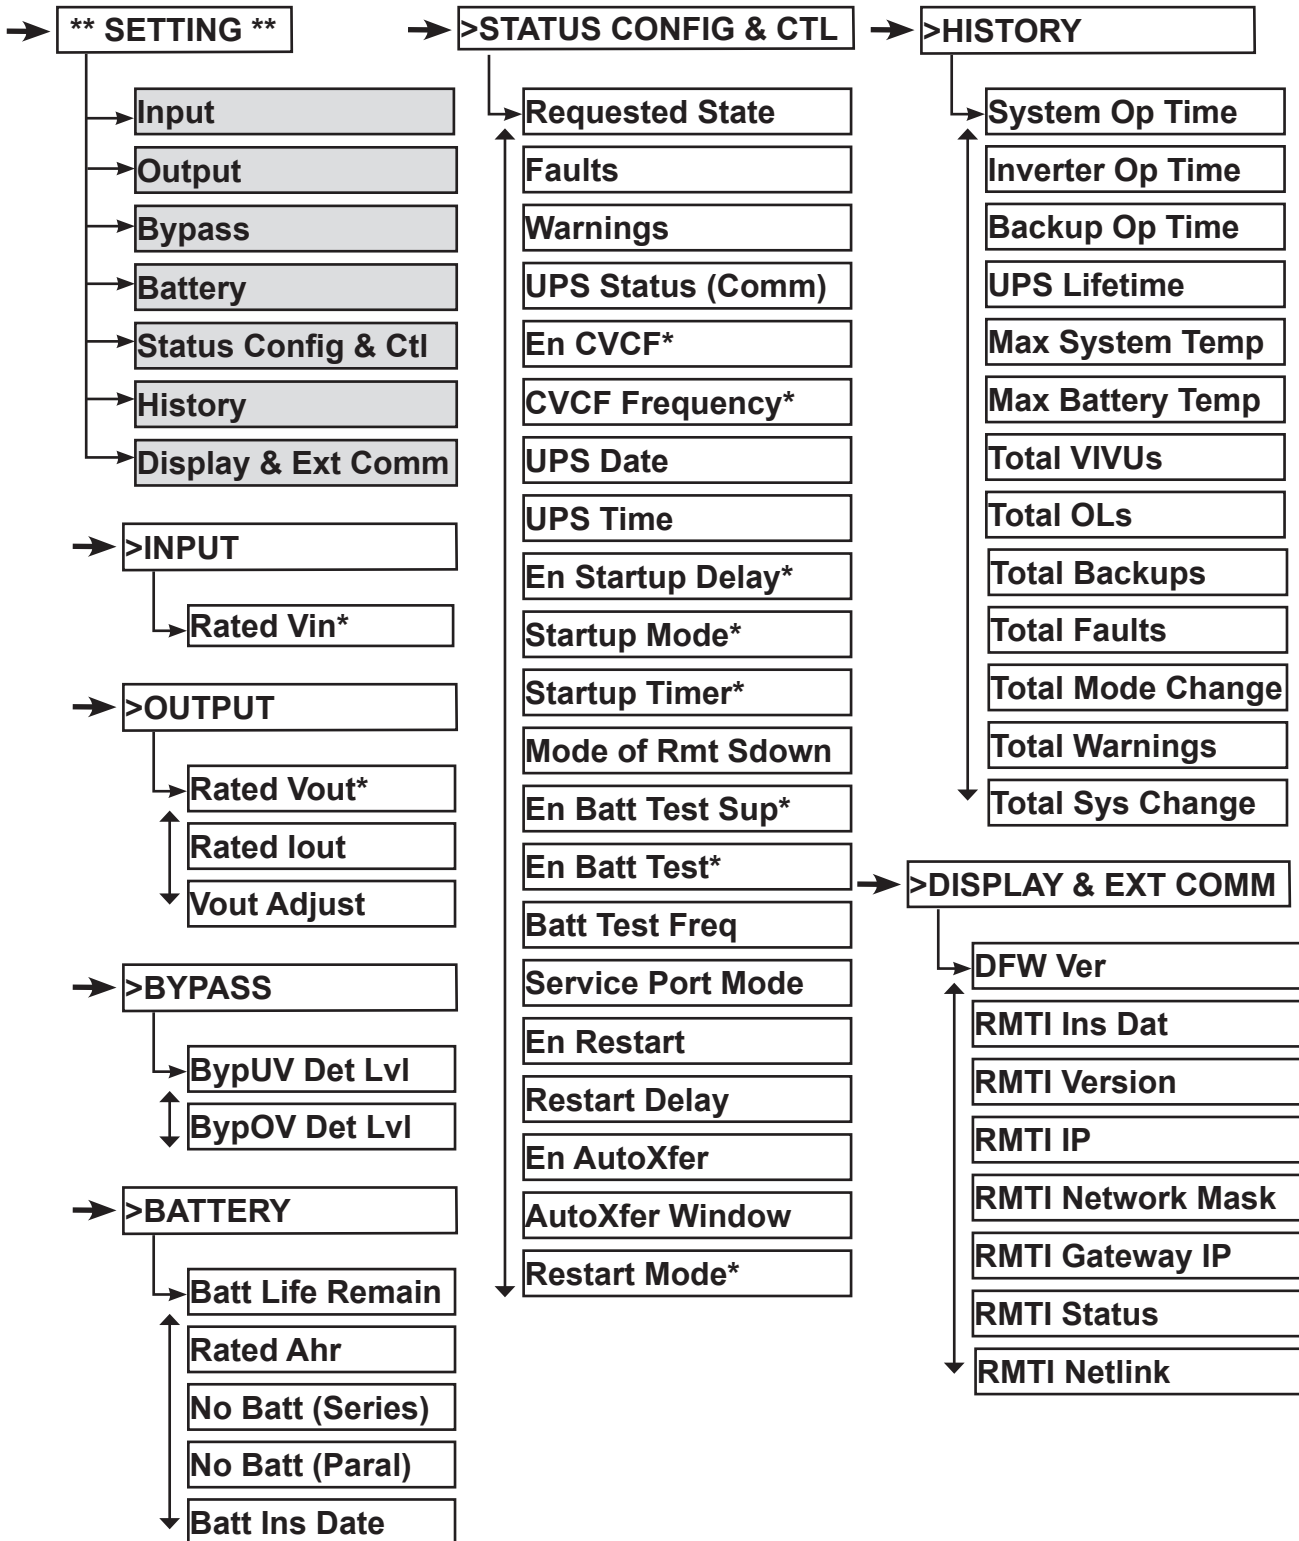 ** SETTING **
Input
Output
Bypass
Battery
Status Config & Ctl
History
Display & Ext Comm
>INPUT
Rated Vin*
>OUTPUT
Rated Vout*
Rated Iout
Vout Adjust
>BYPASS
BypUV Det Lvl
BypOV Det Lvl
>BATTERY
Batt Life Remain
Rated Ahr
No Batt (Series)
No Batt (Paral)
Batt Ins Date
>STATUS CONFIG & CTL
Requested State
Faults
Warnings
UPS Status (Comm)
En CVCF*
CVCF Frequency*
UPS Date
UPS Time
En Startup Delay*
Startup Mode*
Startup Timer*
Mode of Rmt Sdown
En Batt Test Sup*
En Batt Test*
Batt Test Freq
Service Port Mode
En Restart
Restart Delay
En AutoXfer
AutoXfer Window
Restart Mode*
>HISTORY
System Op Time
Inverter Op Time
Backup Op Time
UPS Lifetime
Max System Temp
Max Battery Temp
Total VIVUs
Total OLs
Total Backups
Total Faults
Total Mode Change
Total Warnings
Total Sys Change
>DISPLAY & EXT COMM
DFW Ver
RMTI Ins Dat
RMTI Version
RMTI IP
RMTI Network Mask
RMTI Gateway IP
RMTI Status
RMTI Netlink